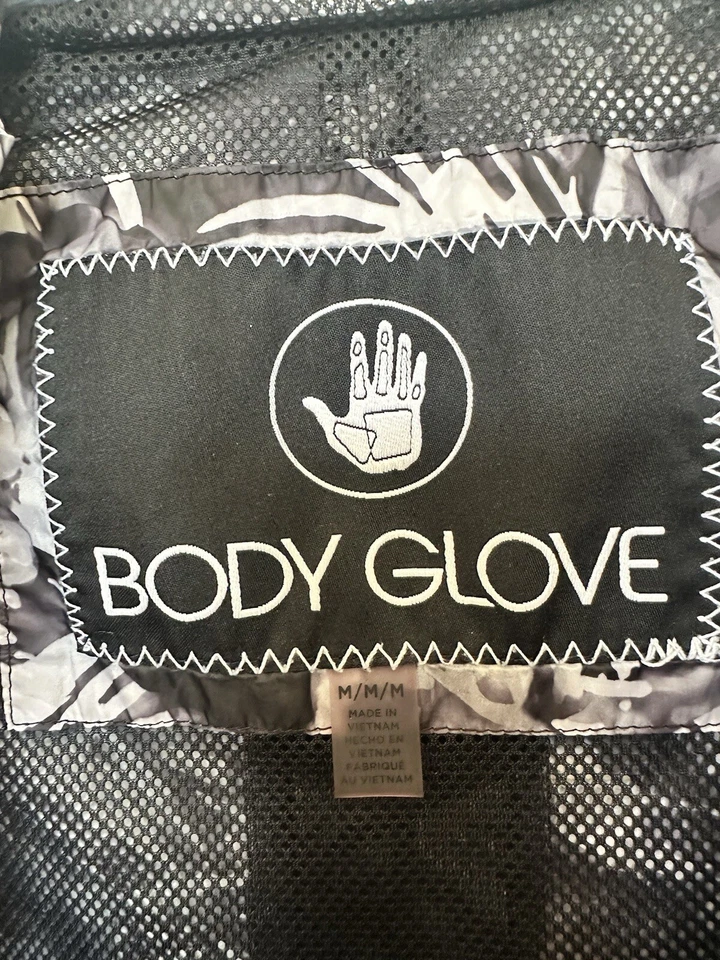 BODY GLOVE
M/M/M
MADE IN
VIETNAM
HECHO EN
VIETNAM
FABRIQUÉ
AU VIETNAM